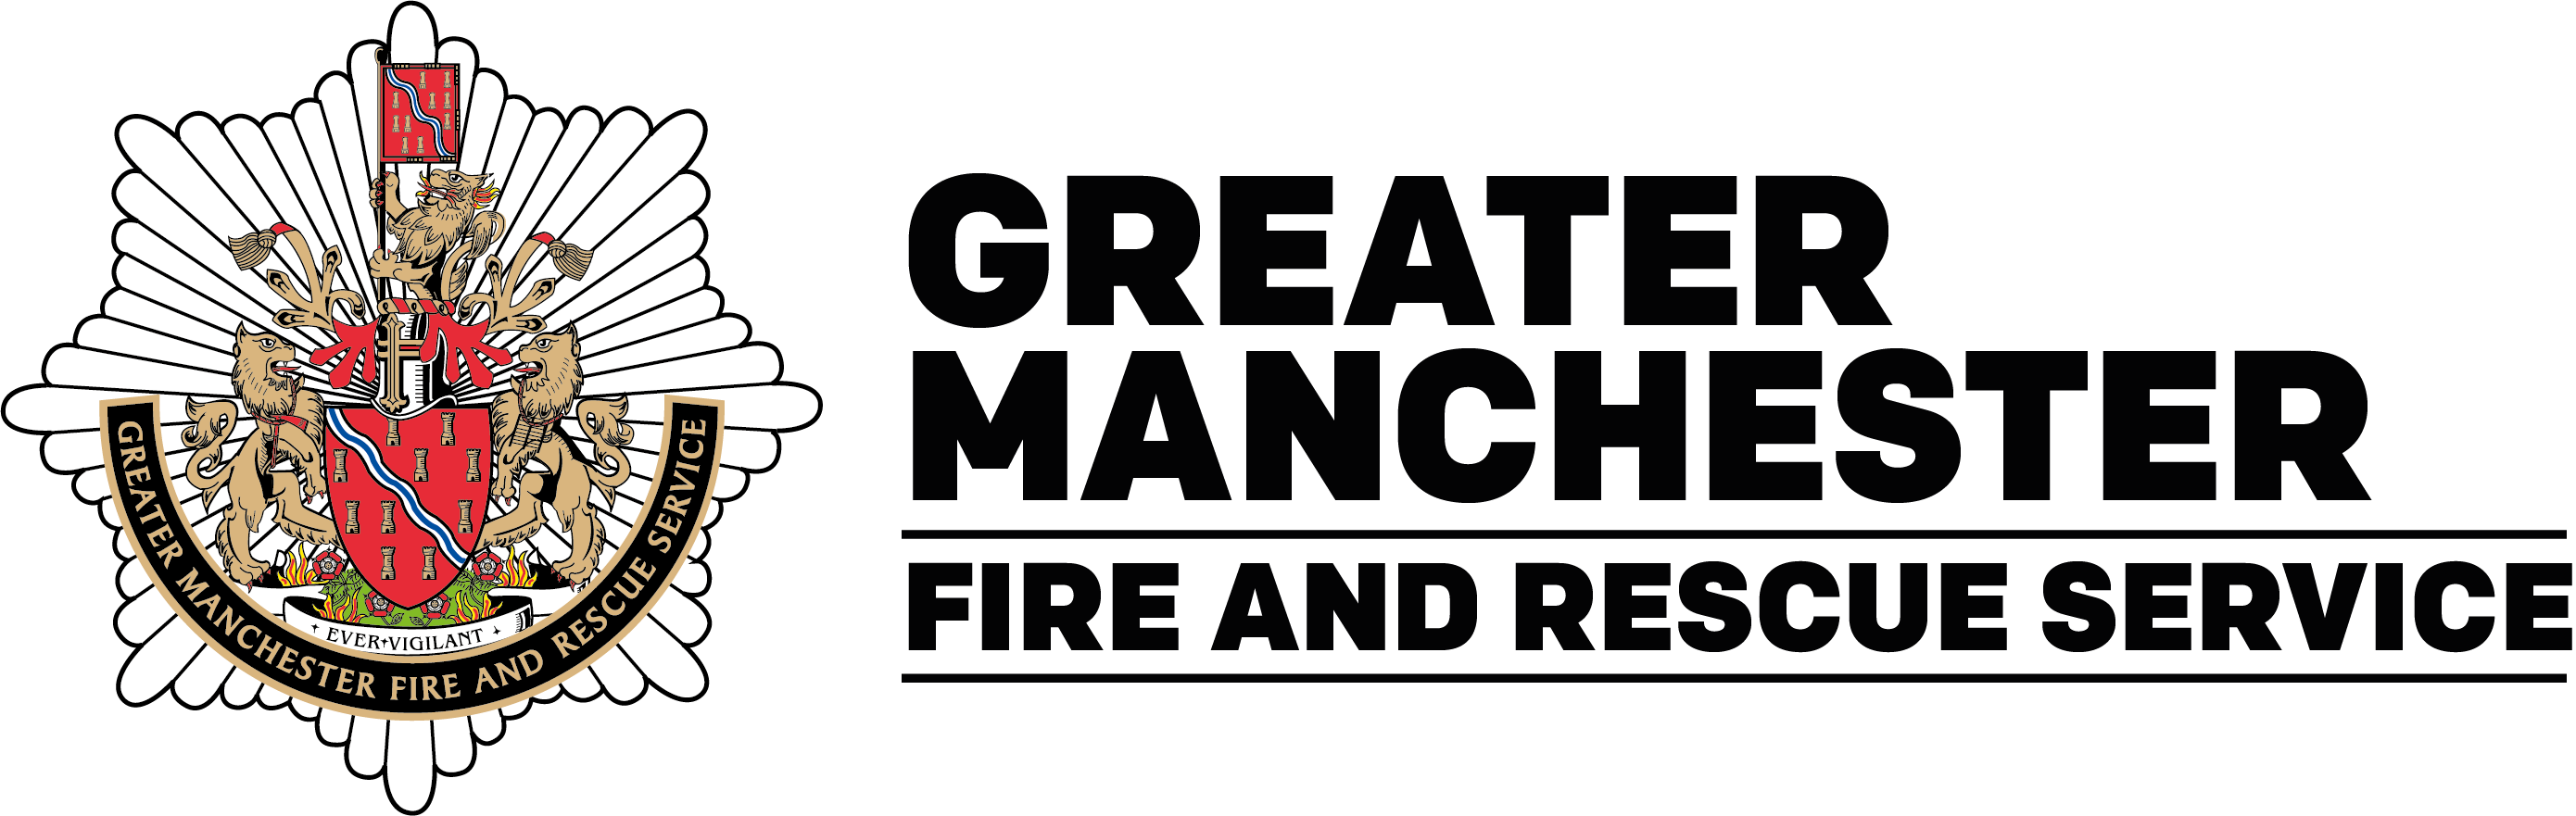 EVER VIGILANT
GREATER MANCHESTER FIRE AND RESCUE SERVICE
GREATER
MANCHESTER
FIRE AND RESCUE SERVICE